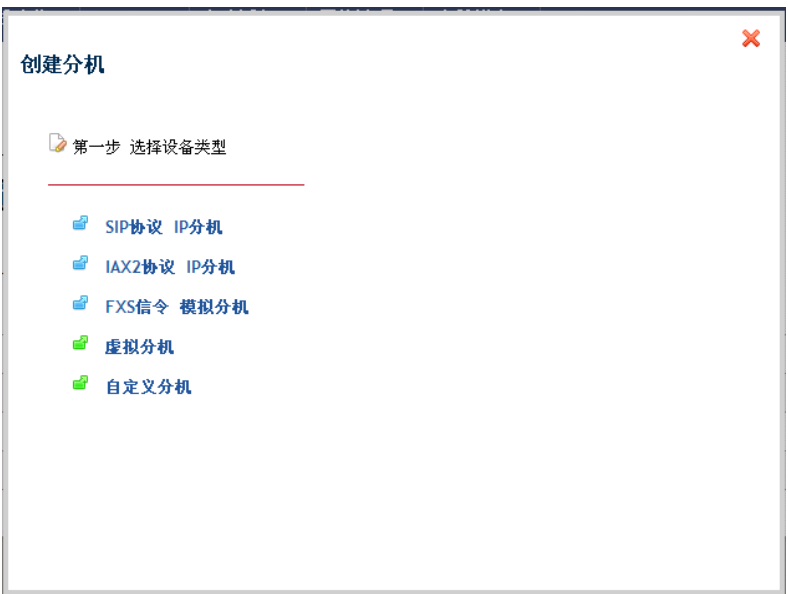 创建分机
第一步 选择设备类型
SIP协议 IP分机
IAX2协议 IP分机
FXS信令 模拟分机
虚拟分机
自定义分机